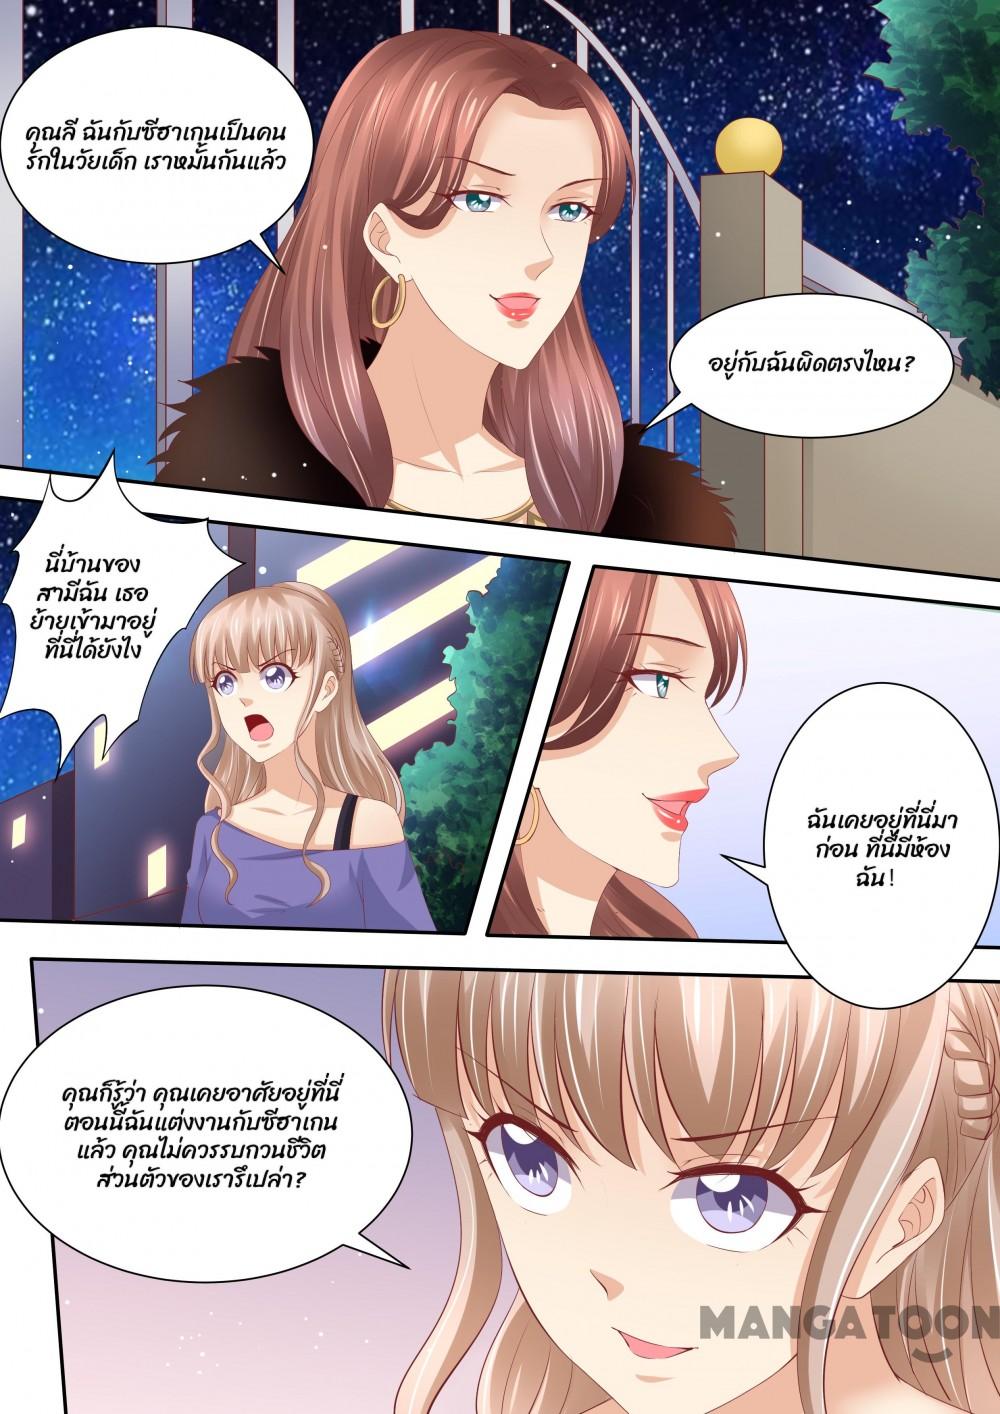 คุณลี ฉันกับซีฮาเกนเป็นคน
รักในวัยเด็ก เราหมั้นกันแล้ว
อยู่กับฉันผิดตรงไหน?
นี่บ้านของ
สามีฉัน เธอ
ย้ายเข้ามาอยู่
ที่นี่ได้ยังไง
ฉันเคยอยู่ที่นี่มา
ก่อน ที่นี่มีห้อง
ฉัน!
คุณก็รู้ว่า คุณเคยอาศัยอยู่ที่นี่
ตอนนี้ฉันแต่งงานกับซีฮาเกน
แล้ว คุณไม่ควรรบกวนชีวิต
ส่วนตัวของเรารึเปล่า?
MANGATOON